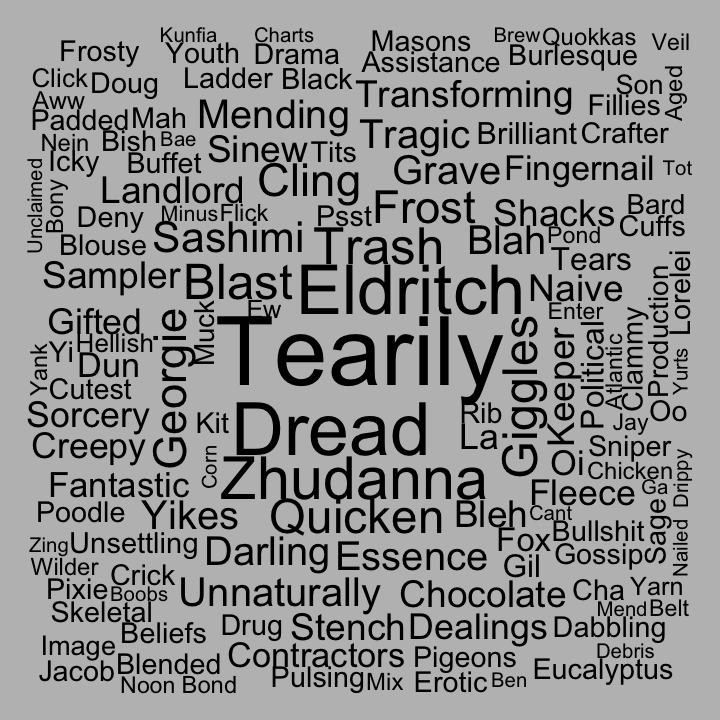 Kunfia
Charts
Frosty
Youth
Drama
Masons
Brew
Quokkas
Veil
Assistance
Burlesque
Click
Doug
Ladder
Black
Transforming
Son
Aged
Aww
Padded
Mah
Mending
Fillies
Nein
Bish
Bae
Sinew
Tits
Tragic
Brilliant
Crafter
Icky
Buffet
Cling
Grave
Fingernail
Tot
Unclaimed
Bony
Landlord
Deny
Minus
Flick
Psst
Frost
Shacks
Bard
Cuffs
Blouse
Sashimi
Trash
Blah
Pond
Tears
Sampler
Blast
Eldritch
Naive
Production
Lorelei
Gifted
Georgie
Muck
Ew
Tearily
Giggles
Enter
Keeper
Political
Atlantic
Clammy
Hellish
Yank
Yi
Dun
Yurts
Cutest
Sorcery
Kit
Dread
Rib
La
Jay
Oo
Creepy
Corn
Zhudanna
Oi
Sniper
Chicken
Drippy
Fantastic
Fleece
Ga
Sage
Poodle
Yikes
Quicken
Bleh
Cant
Nailed
Zing
Unsettling
Darling
Essence
Fox
Bullshit
Gossip
Wilder
Gil
Pixie
Crick
Boobs
Unnaturally
Chocolate
Cha
Yarn
Skeletal
Mend
Belt
Beliefs
Drug
Stench
Dealings
Dabbling
Image
Contractors
Pigeons
Debris
Jacob
Blended
Noon
Bond
Pulsing
Mix
Erotic
Ben
Eucalyptus